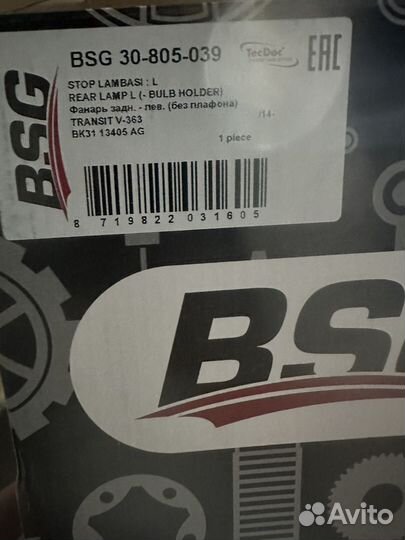 BSG 30-805-039
TecDoc
EAC
BSG
STOP LAMBASI : L
REAR LAMP L (- BULB HOLDER)
Фанарь задн. - лев. (без плафона)
TRANSIT V-363 /14-
BK31 13405 AG
1 piece
8 719822 031605
BSG
Avito